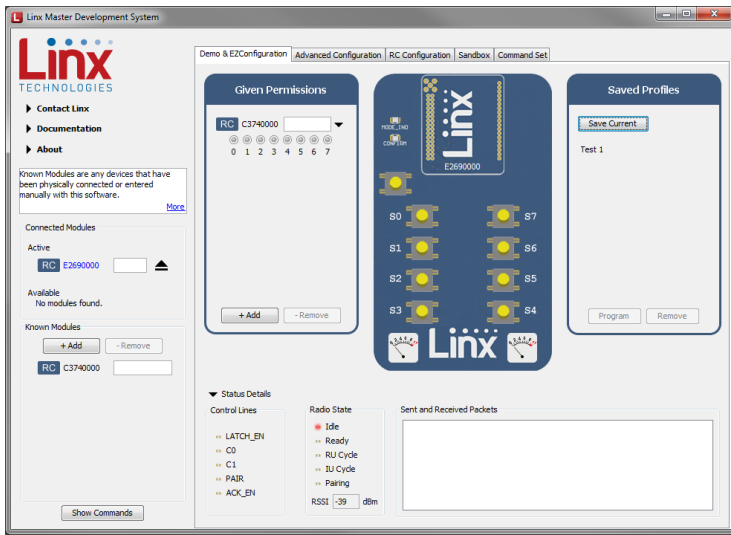 Linx Master Development System
Linx
TECHNOLOGIES
Contact Linx
Documentation
About
Known Modules are any devices that have
been physically connected or entered
manually with this software.
More
Connected Modules
Active
RC E2690000
Available
No modules found.
Known Modules
+ Add - Remove
RC C3740000
Show Commands
Demo & EZConfiguration Advanced Configuration RC Configuration Sandbox Command Set
Given Permissions
RC C3740000
0 1 2 3 4 5 6 7
+ Add - Remove
MODE_IND
CONFIRM
Linx
E2690000
S0 S7
S1 S6
S2 S5
S3 S4
Linx
Saved Profiles
Save Current
Test 1
Program Remove
Status Details
Control Lines
LATCH_EN
C0
C1
PAIR
ACK_EN
Radio State
Idle
Ready
RU Cycle
IU Cycle
Pairing
RSSI -39 dBm
Sent and Received Packets